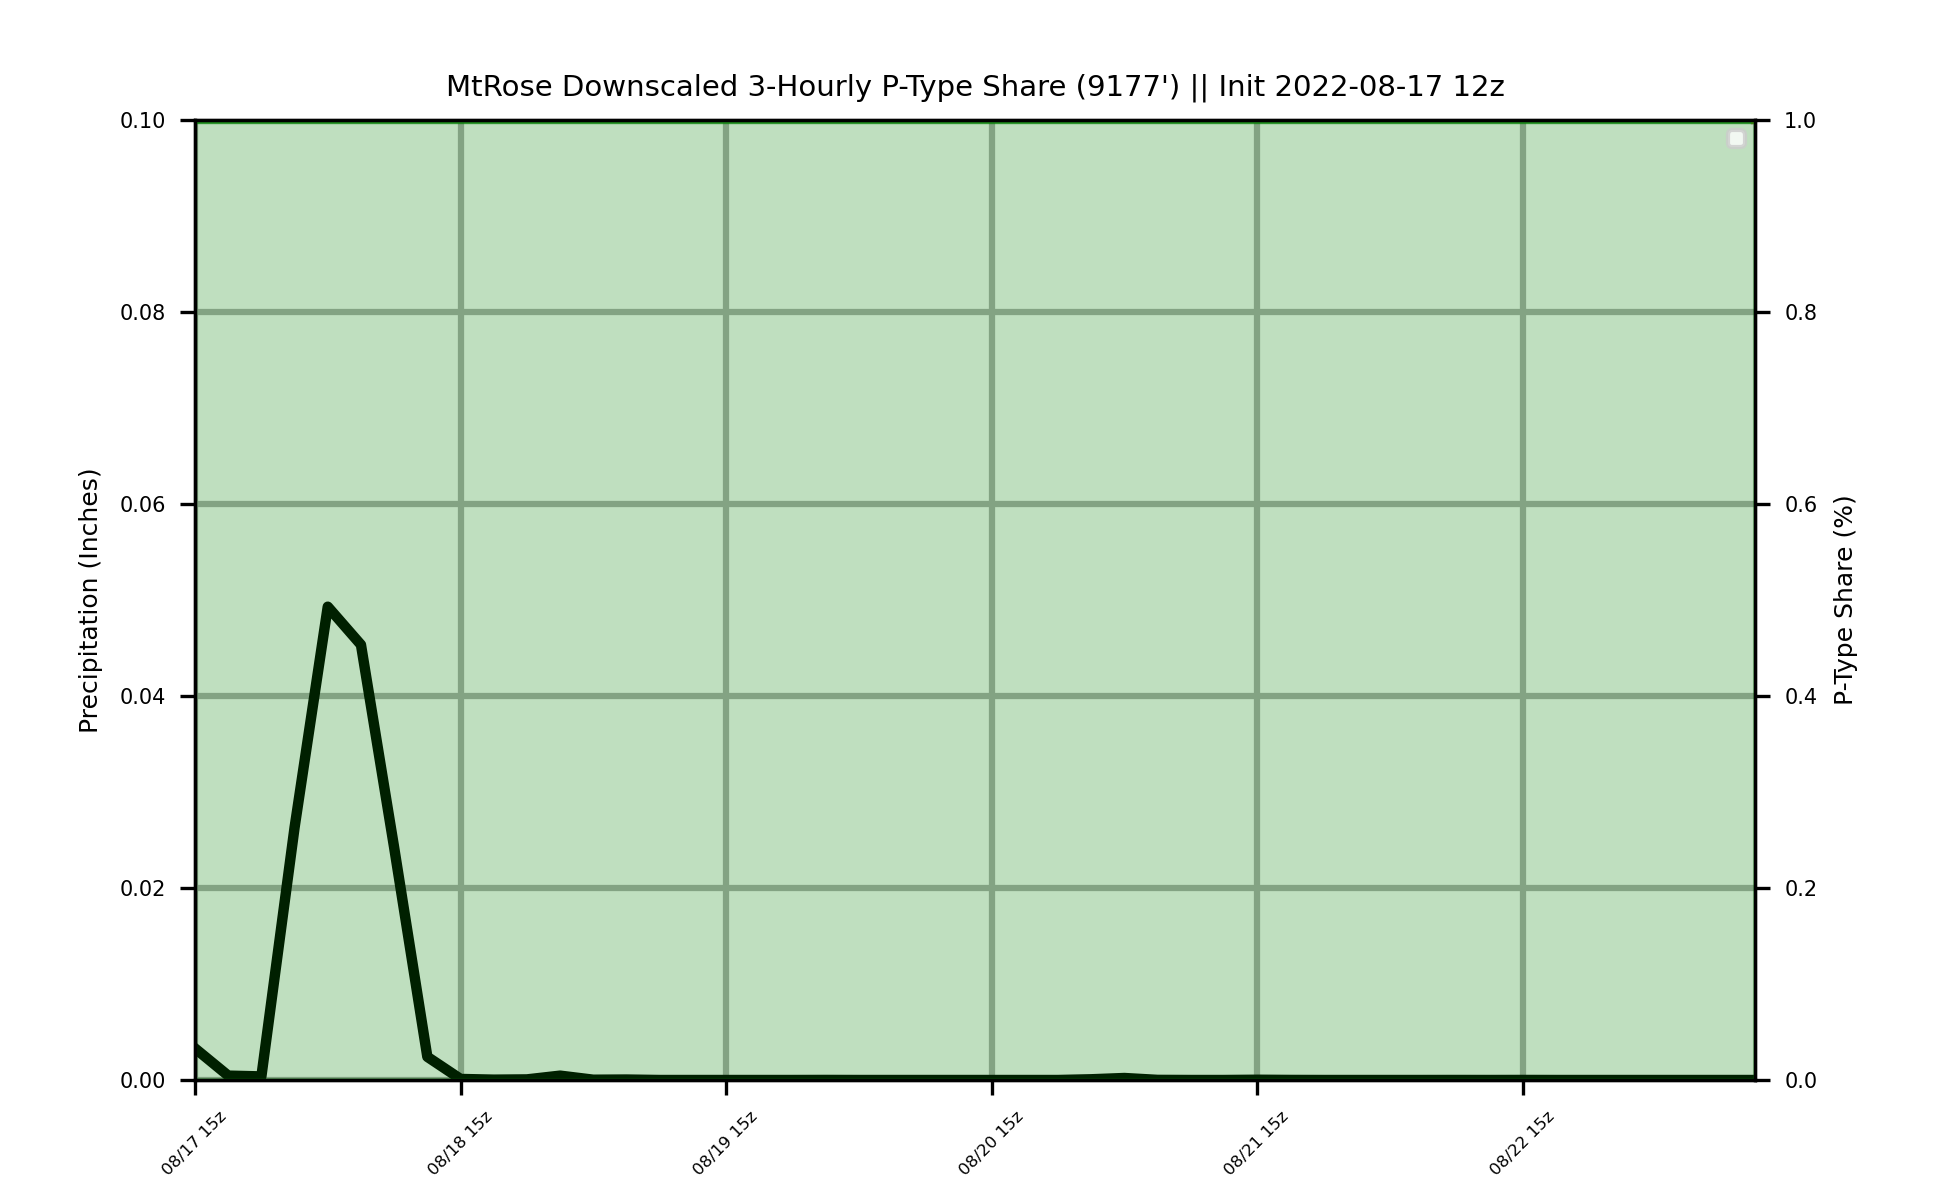 MtRose Downscaled 3-Hourly P-Type Share (9177') || Init 2022-08-17 12z
Precipitation (Inches)
0.10
0.08
0.06
0.04
0.02
0.00
1.0
0.8
0.6
0.4
0.2
0.0
P-Type Share (%)
08/17 15z
08/18 15z
08/19 15z
08/20 15z
08/21 15z
08/22 15z